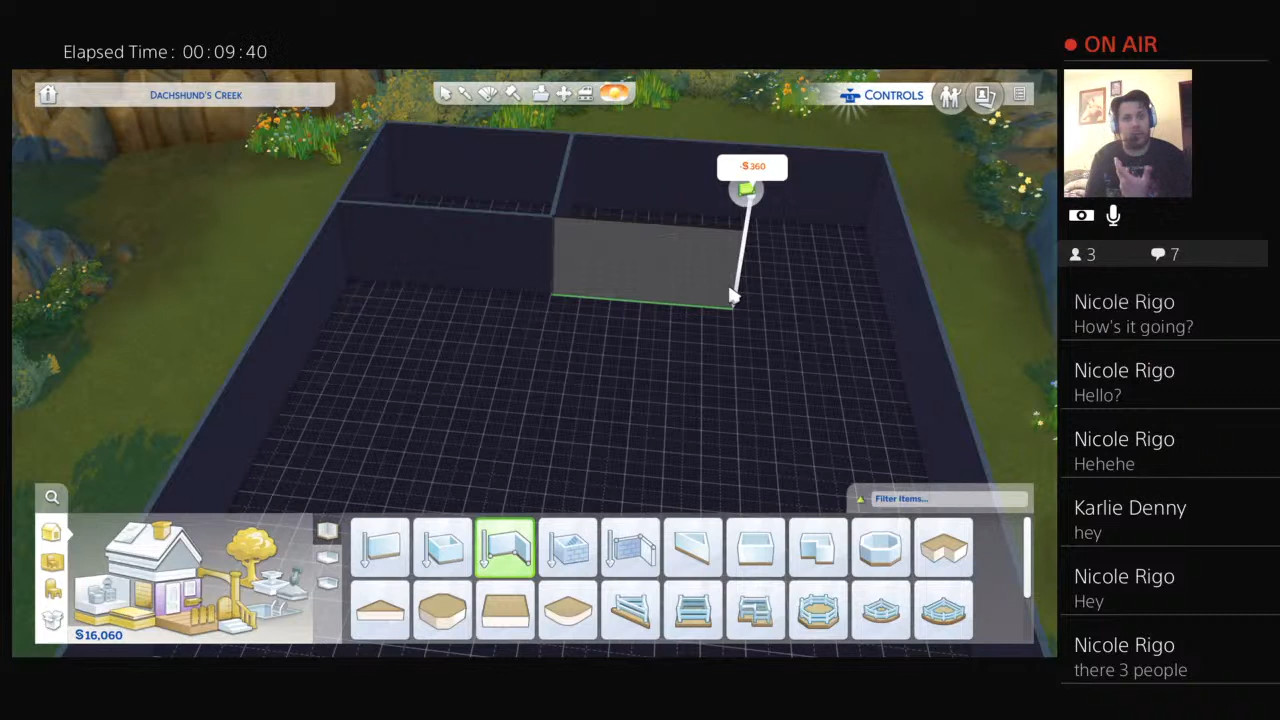 Elapsed Time: 00:09:40
ON AIR
DACHSHUND'S CREEK
CONTROLS
-§360
3
7
Nicole Rigo
How's it going?
Nicole Rigo
Hello?
Nicole Rigo
Hehehe
Karlie Denny
hey
Nicole Rigo
Hey
Nicole Rigo
there 3 people
Filter Items...
§16,060